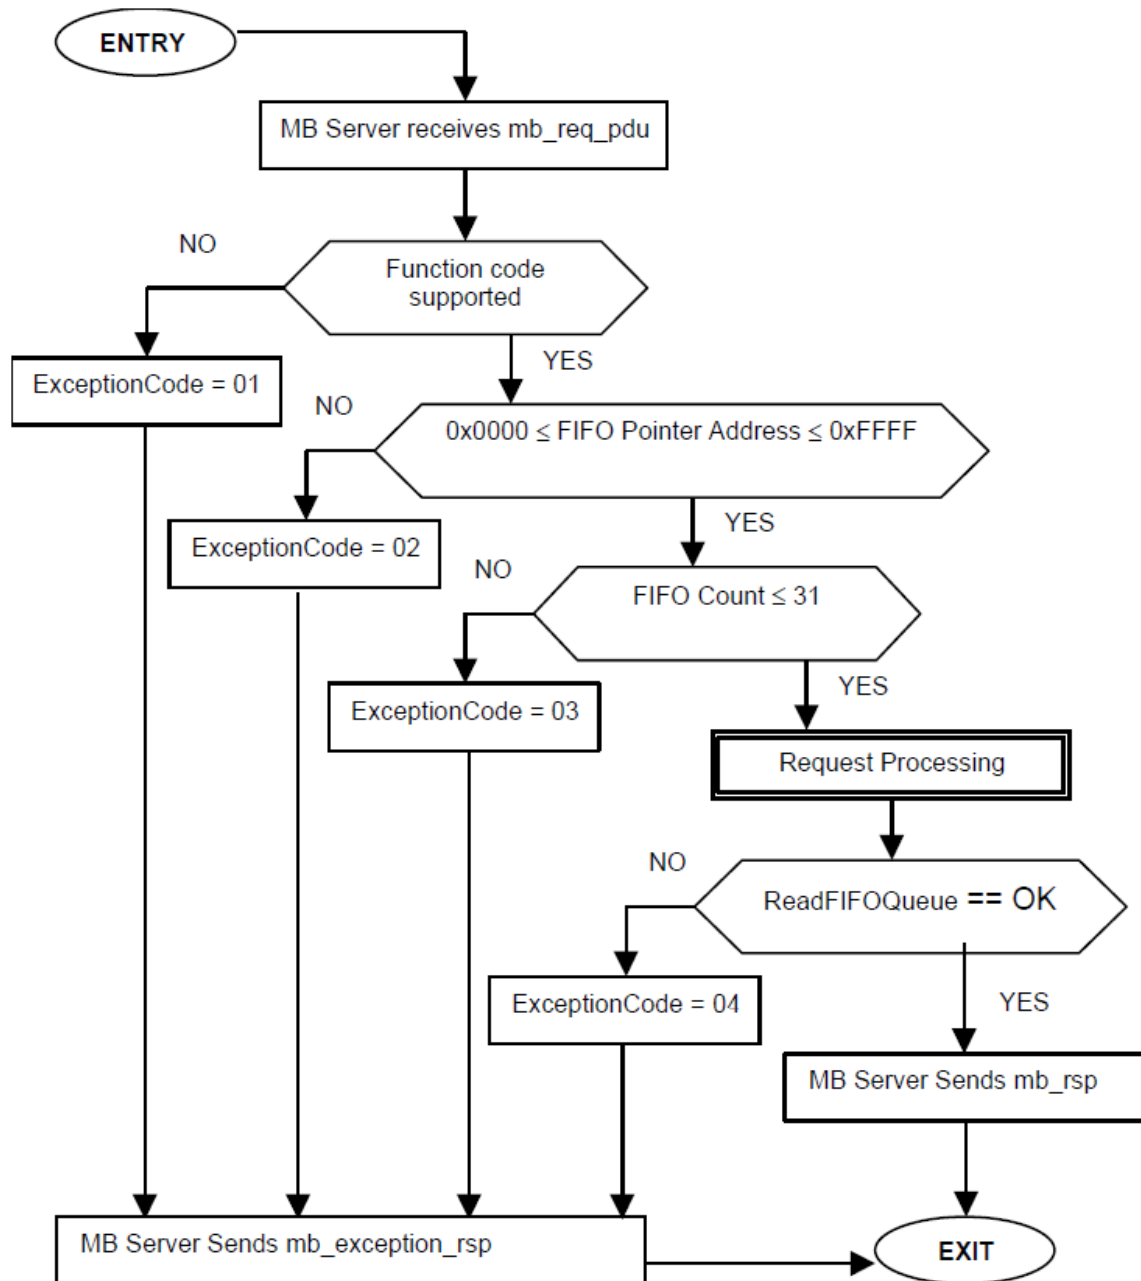 ENTRY
MB Server receives mb_req_pdu
NO
Function code
supported
YES
ExceptionCode = 01
NO
0x0000 ≤ FIFO Pointer Address ≤ 0xFFFF
YES
ExceptionCode = 02
NO
FIFO Count ≤ 31
YES
ExceptionCode = 03
Request Processing
NO
ReadFIFOQueue == OK
ExceptionCode = 04
YES
MB Server Sends mb_rsp
MB Server Sends mb_exception_rsp
EXIT